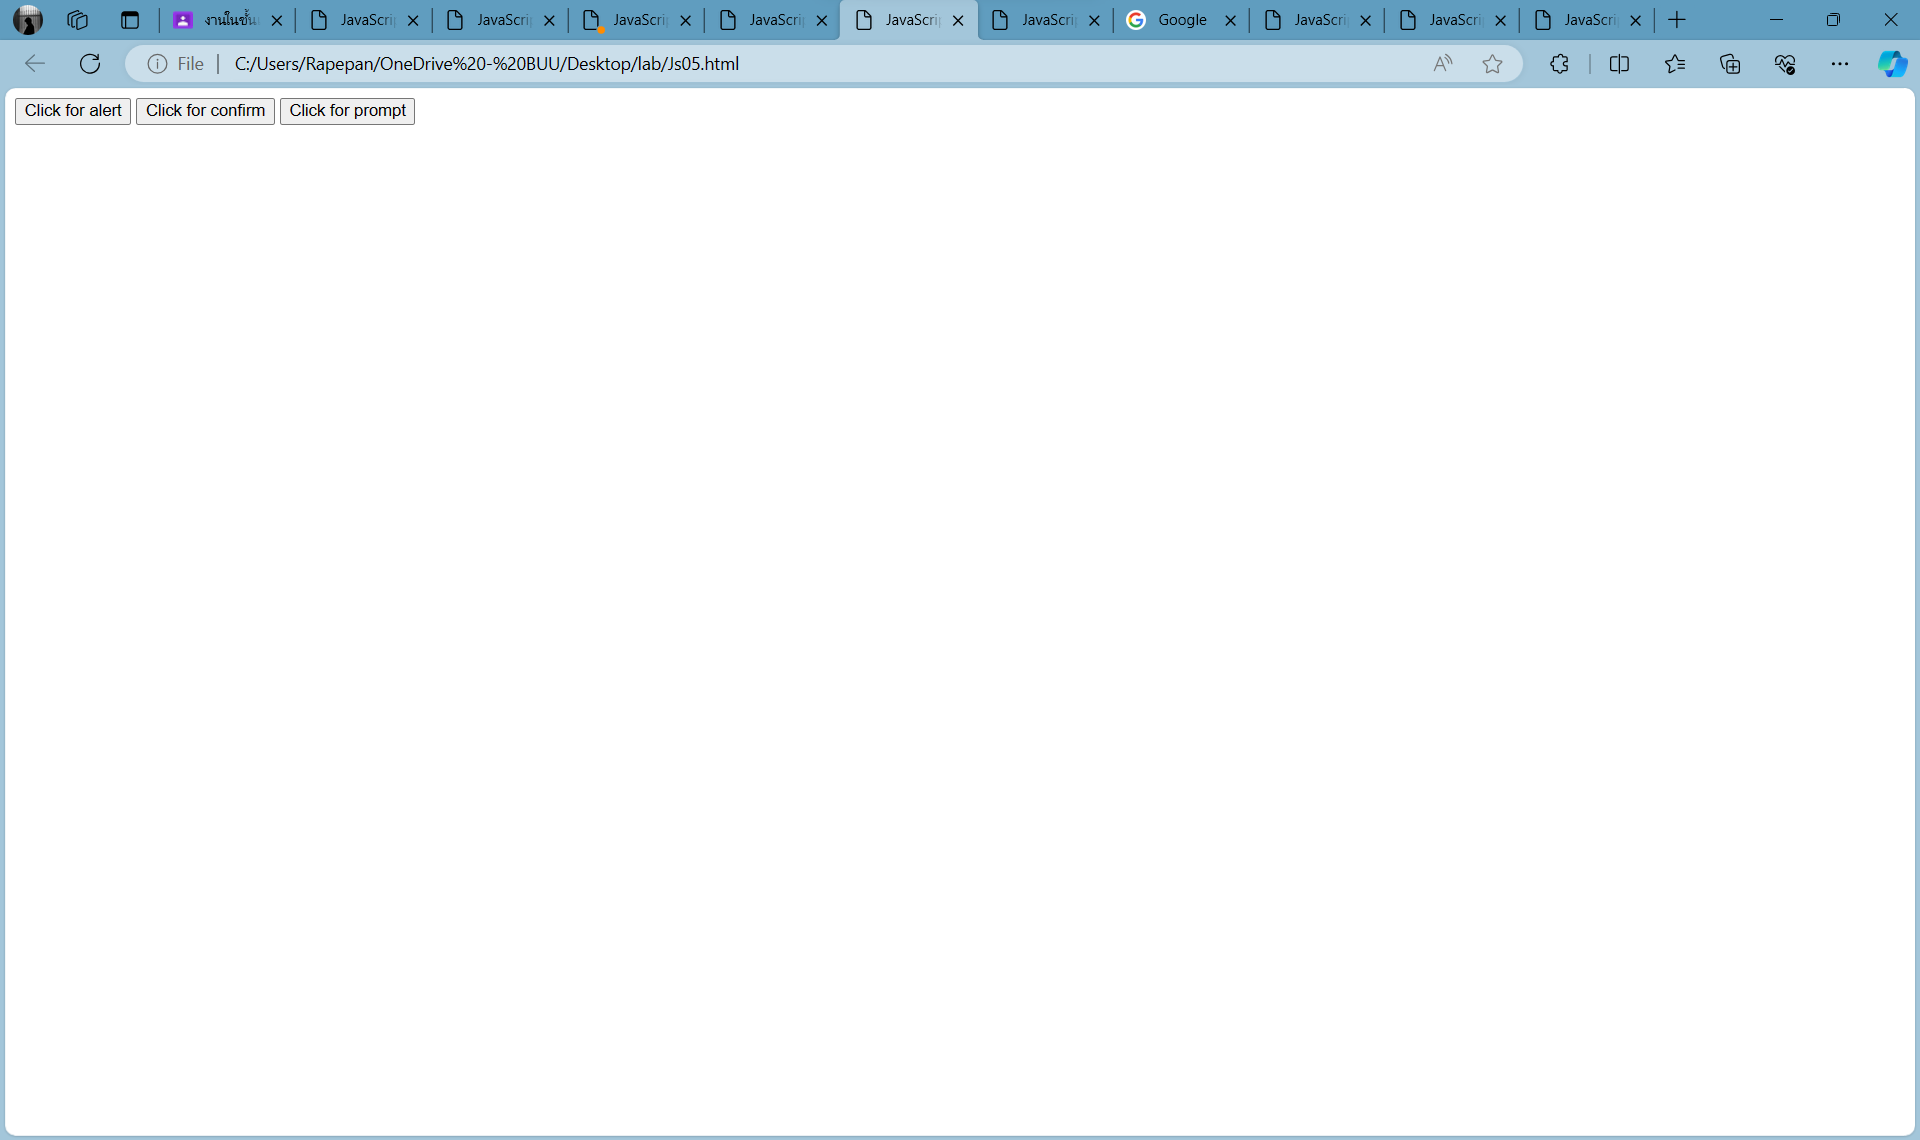 งานในชั้น JavaScri JavaScri JavaScri JavaScri JavaScri JavaScri Google JavaScri JavaScri JavaScri
File C:/Users/Rapepan/OneDrive%20-%20BUU/Desktop/lab/Js05.html
Click for alert Click for confirm Click for prompt